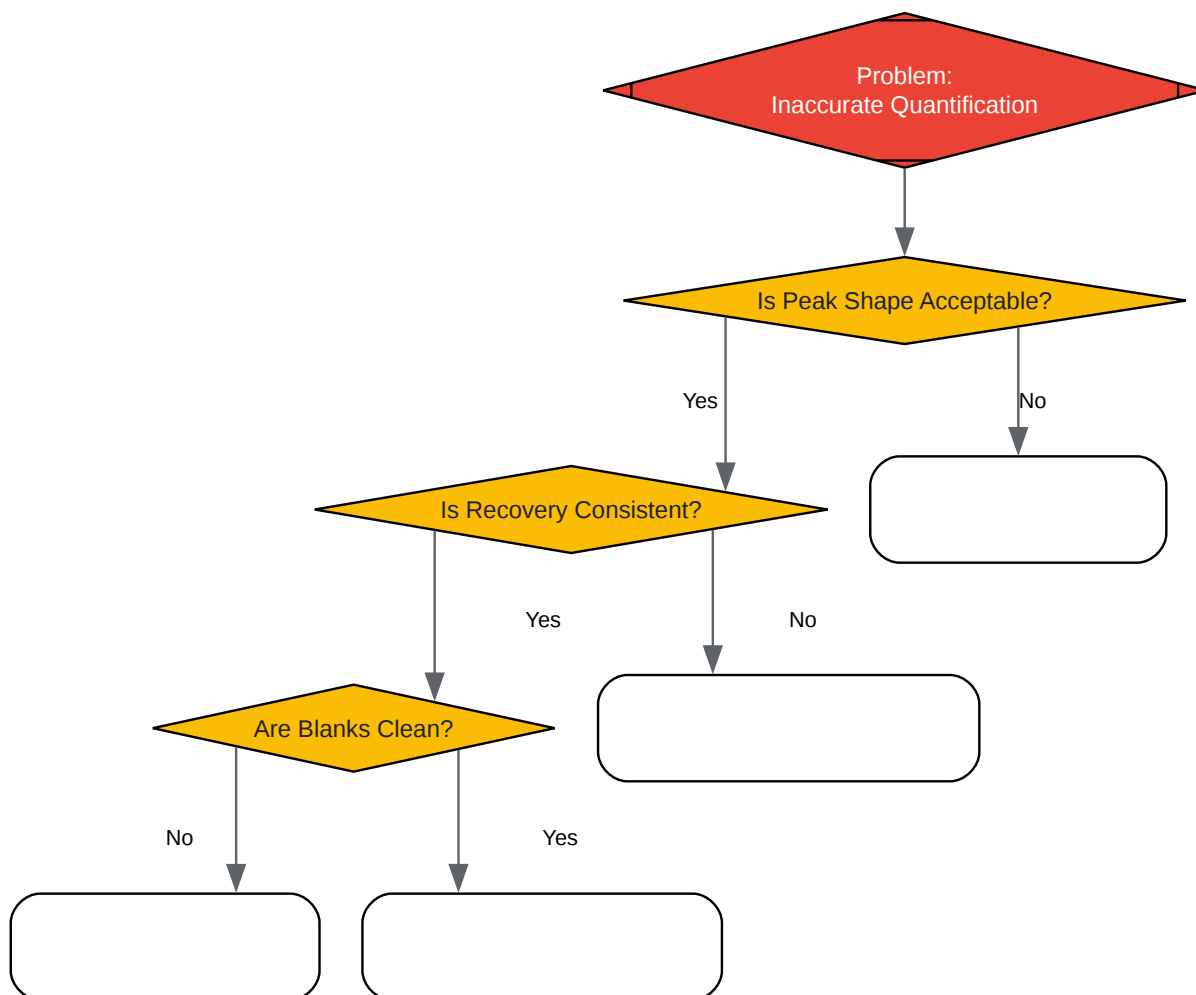 Problem:
Inaccurate Quantification
Is Peak Shape Acceptable?
Yes
No
Is Recovery Consistent?
Yes
No
Are Blanks Clean?
No
Yes